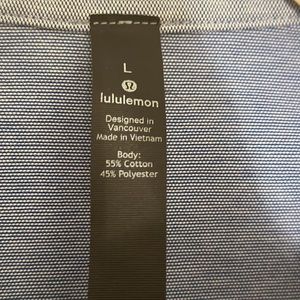 L
lululemon
Designed in
Vancouver
Made in Vietnam
Body:
55% Cotton
45% Polyester